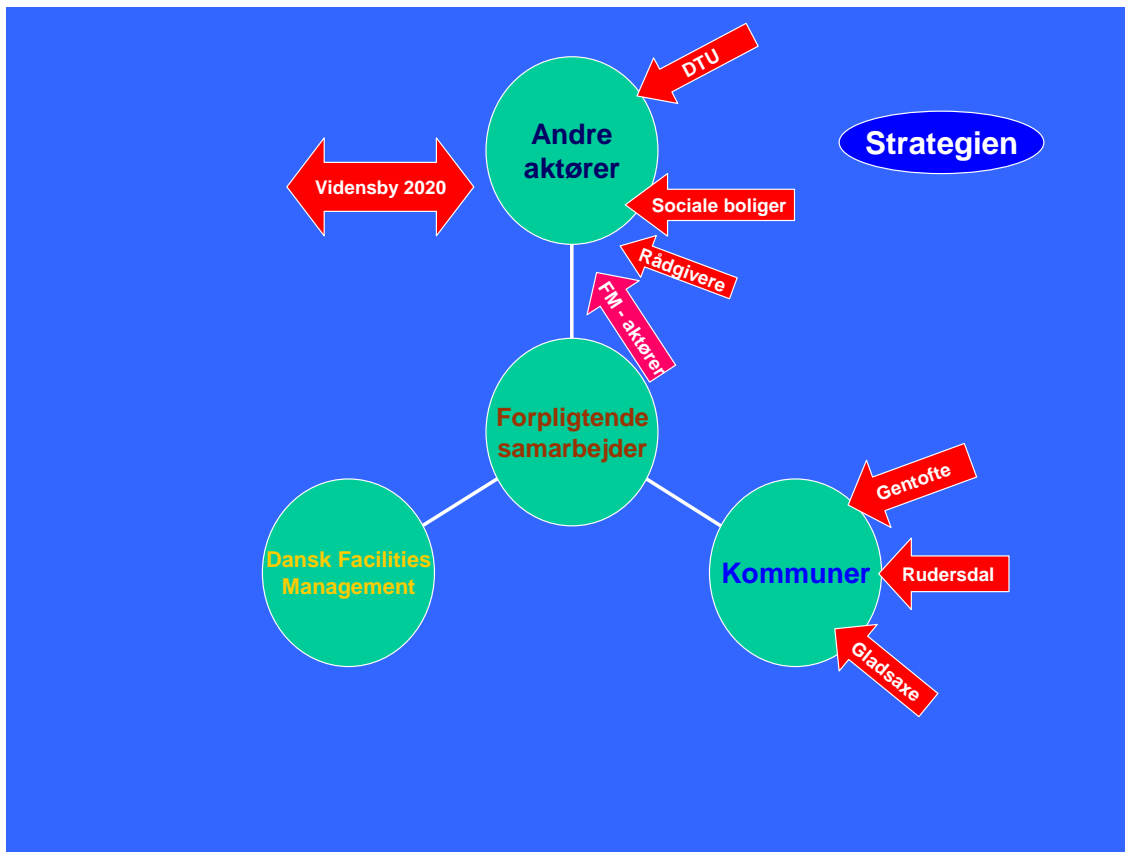 DTU
Andre
aktører
Strategien
Vidensby 2020
Sociale boliger
Rådgivere
FM - aktører
Forpligtende
samarbejder
Gentofte
Dansk Facilities
Management
Kommuner
Rudersdal
Gladsaxe